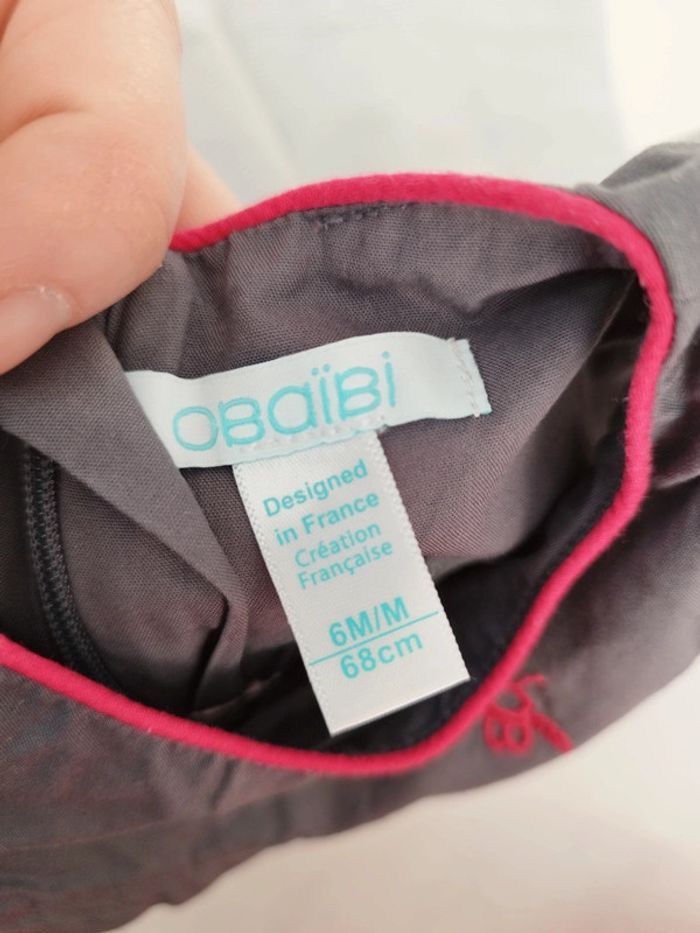 OBaïBi
Designed
in France
Création
Française
6M/M
68cm